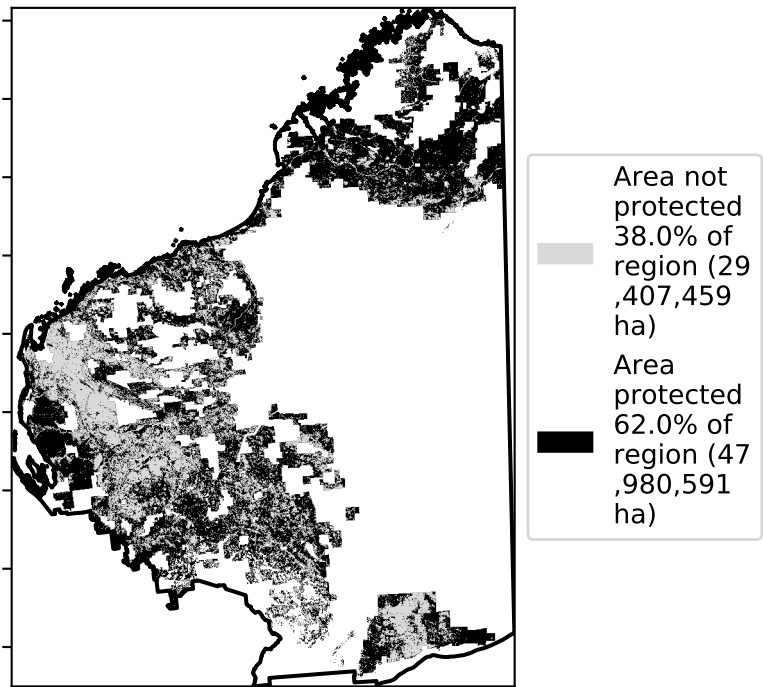 Area not
protected
38.0% of
region (29
,407,459
ha)
Area
protected
62.0% of
region (47
,980,591
ha)